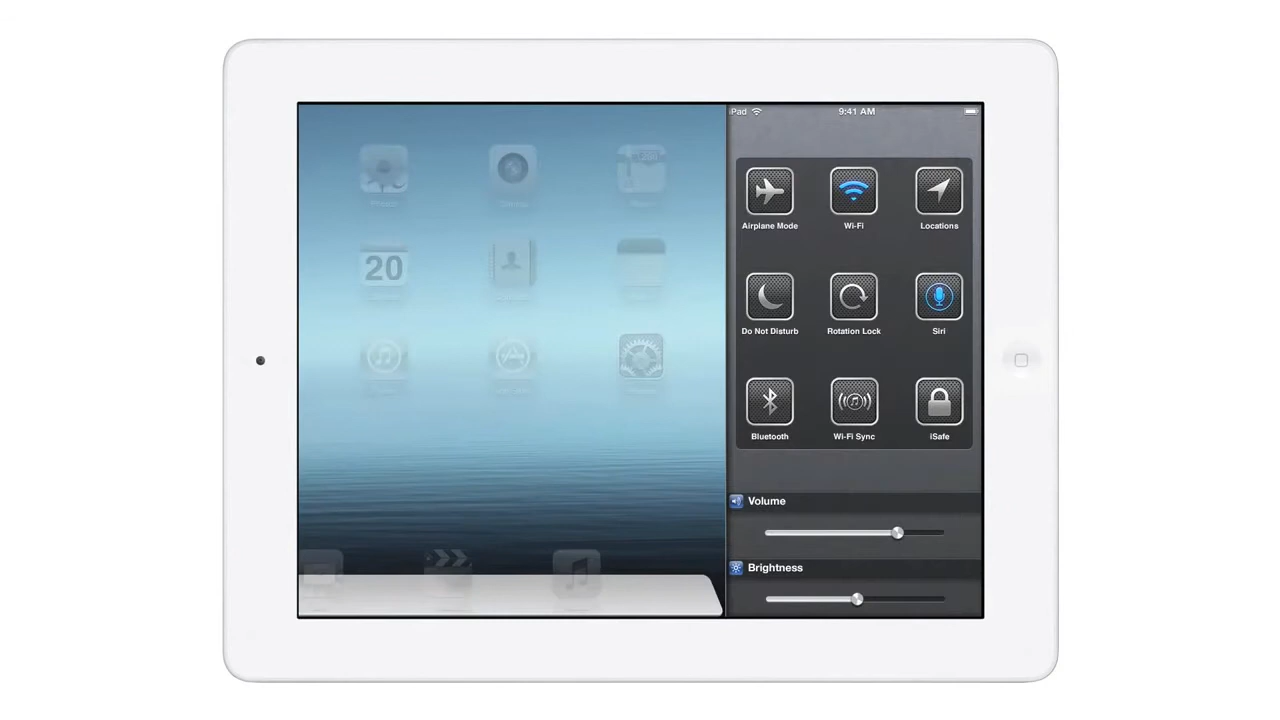 iPad
9:41 AM
20
Airplane Mode
Wi-Fi
Locations
Do Not Disturb
Rotation Lock
Siri
Bluetooth
Wi-Fi Sync
iSafe
Volume
Brightness